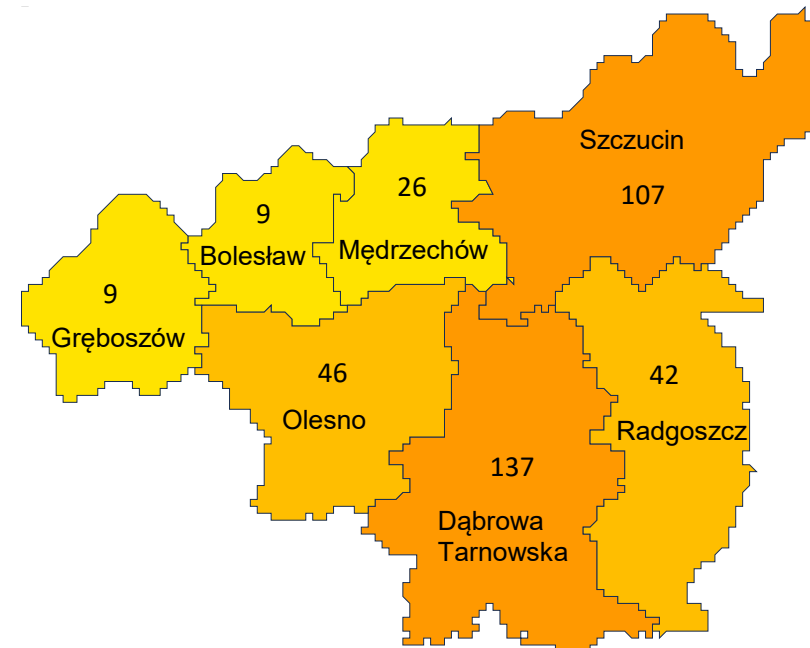 Szczucin
107
26
Mędrzechów
9
Bolesław
9
Gręboszów
46
Olesno
42
Radgoszcz
137
Dąbrowa
Tarnowska